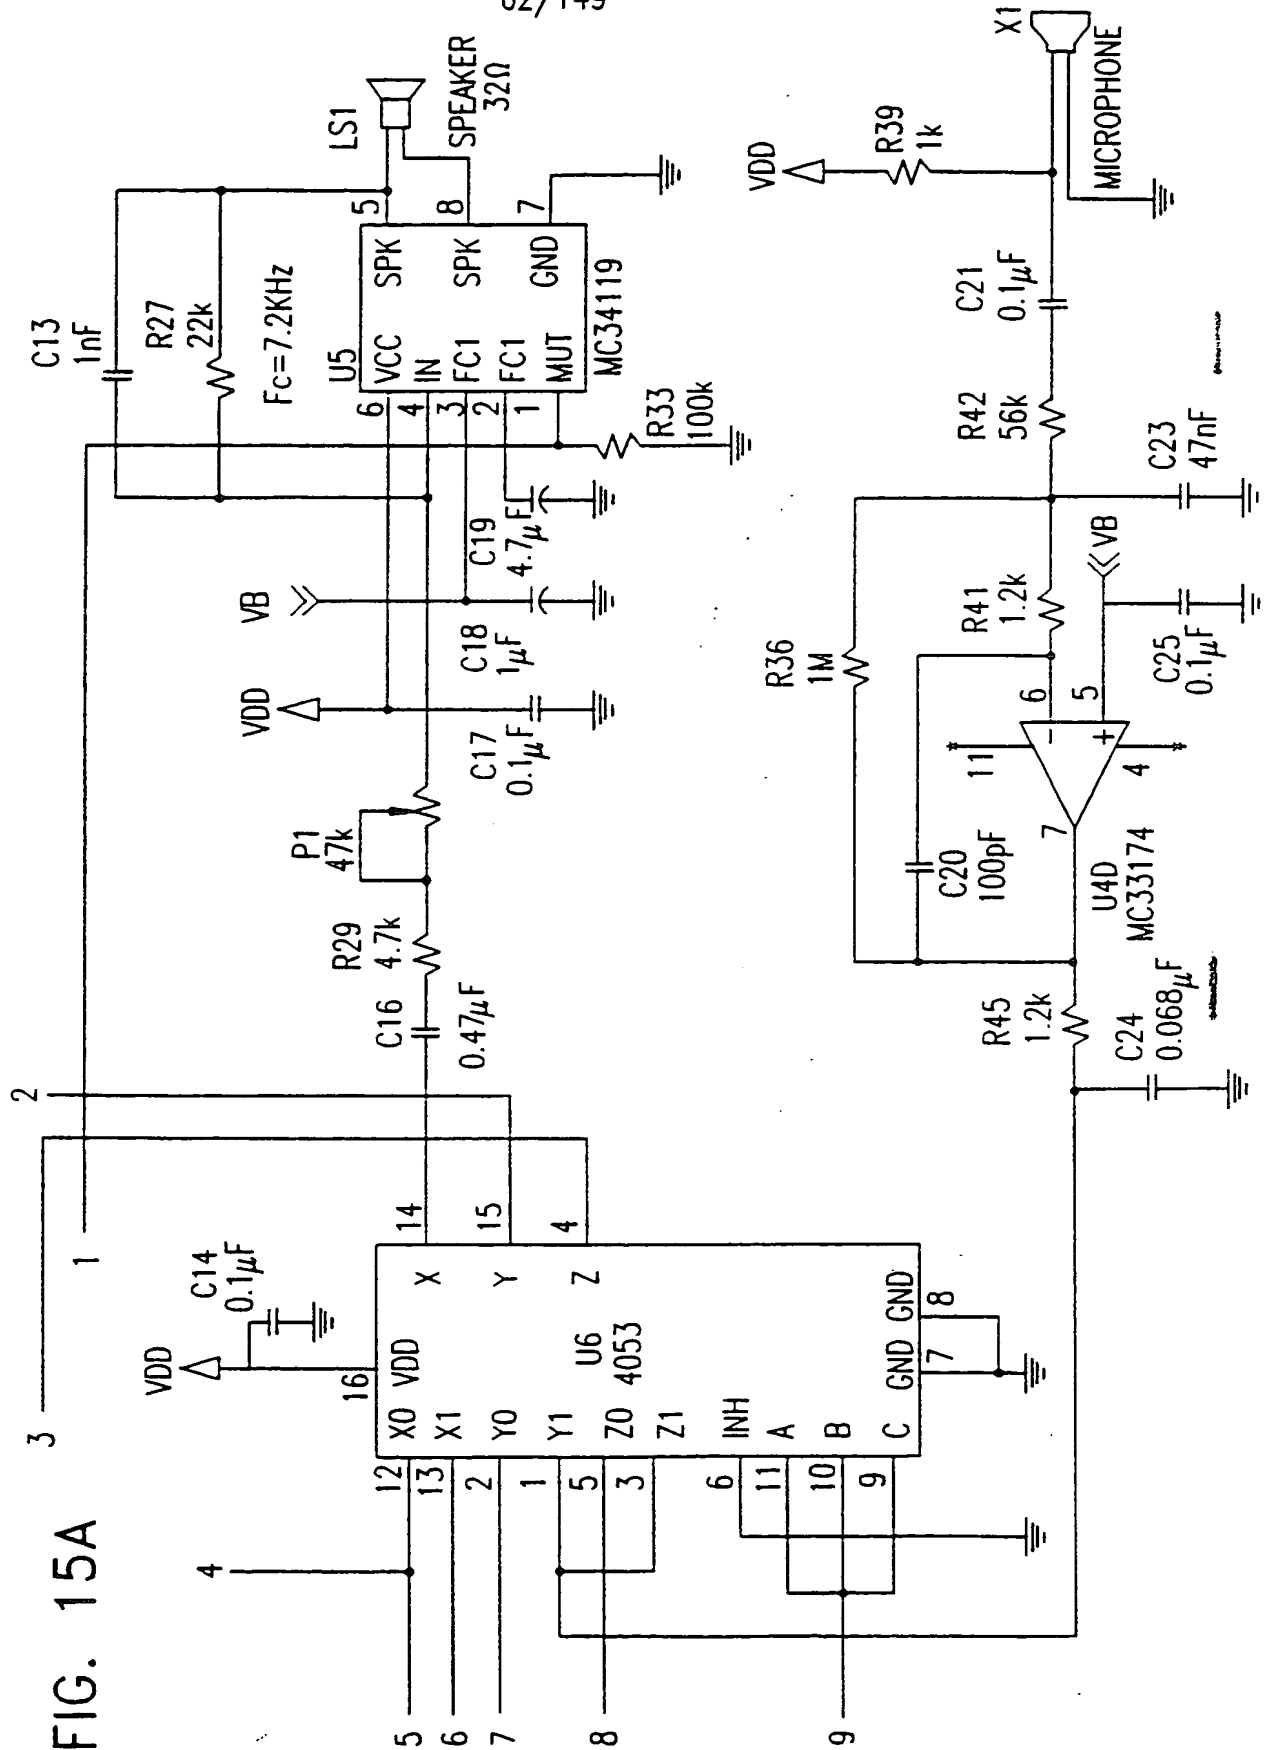 62/149
FIG. 15A
3
1
2
4
5
6
7
8
9
VDD
C14
0.1μF
16
VDD
12
X0
13
X1
2
Y0
1
Y1
5
Z0
3
Z1
6
INH
11
A
10
B
9
C
14
X
15
Y
4
Z
U6
4053
GND
7
GND
8
C16
0.47μF
R29
4.7k
P1
47k
VDD
C17
0.1μF
VB
C18
1μF
C19
4.7μF
C13
1nF
R27
22k
Fc=7.2KHz
U5
6
VCC
4
IN
3
FC1
2
FC1
1
MUT
5
SPK
8
SPK
7
GND
MC34119
R33
100k
LS1
SPEAKER
32Ω
VDD
R39
1k
X1
MICROPHONE
C21
0.1μF
R42
56k
C23
47nF
R41
1.2k
VB
C25
0.1μF
R36
1M
C20
100pF
6
5
11
4
7
−
+
U4D
MC33174
R45
1.2k
C24
0.068μF